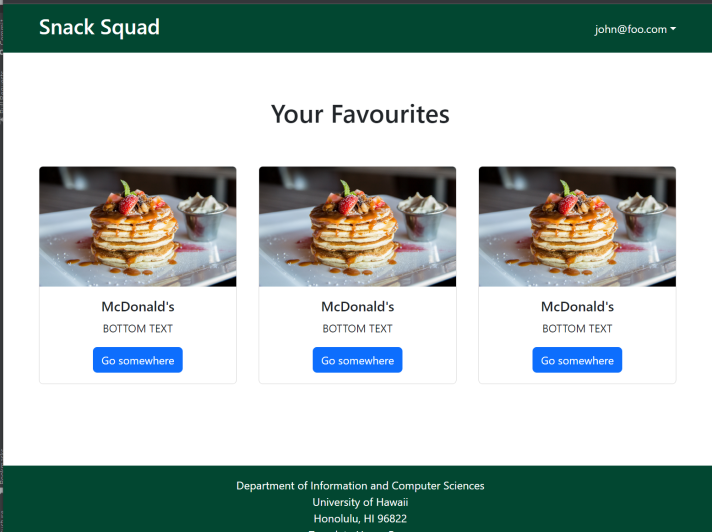 Snack Squad
john@foo.com
Your Favourites
McDonald's
BOTTOM TEXT
Go somewhere
McDonald's
BOTTOM TEXT
Go somewhere
McDonald's
BOTTOM TEXT
Go somewhere
Department of Information and Computer Sciences
University of Hawaii
Honolulu, HI 96822